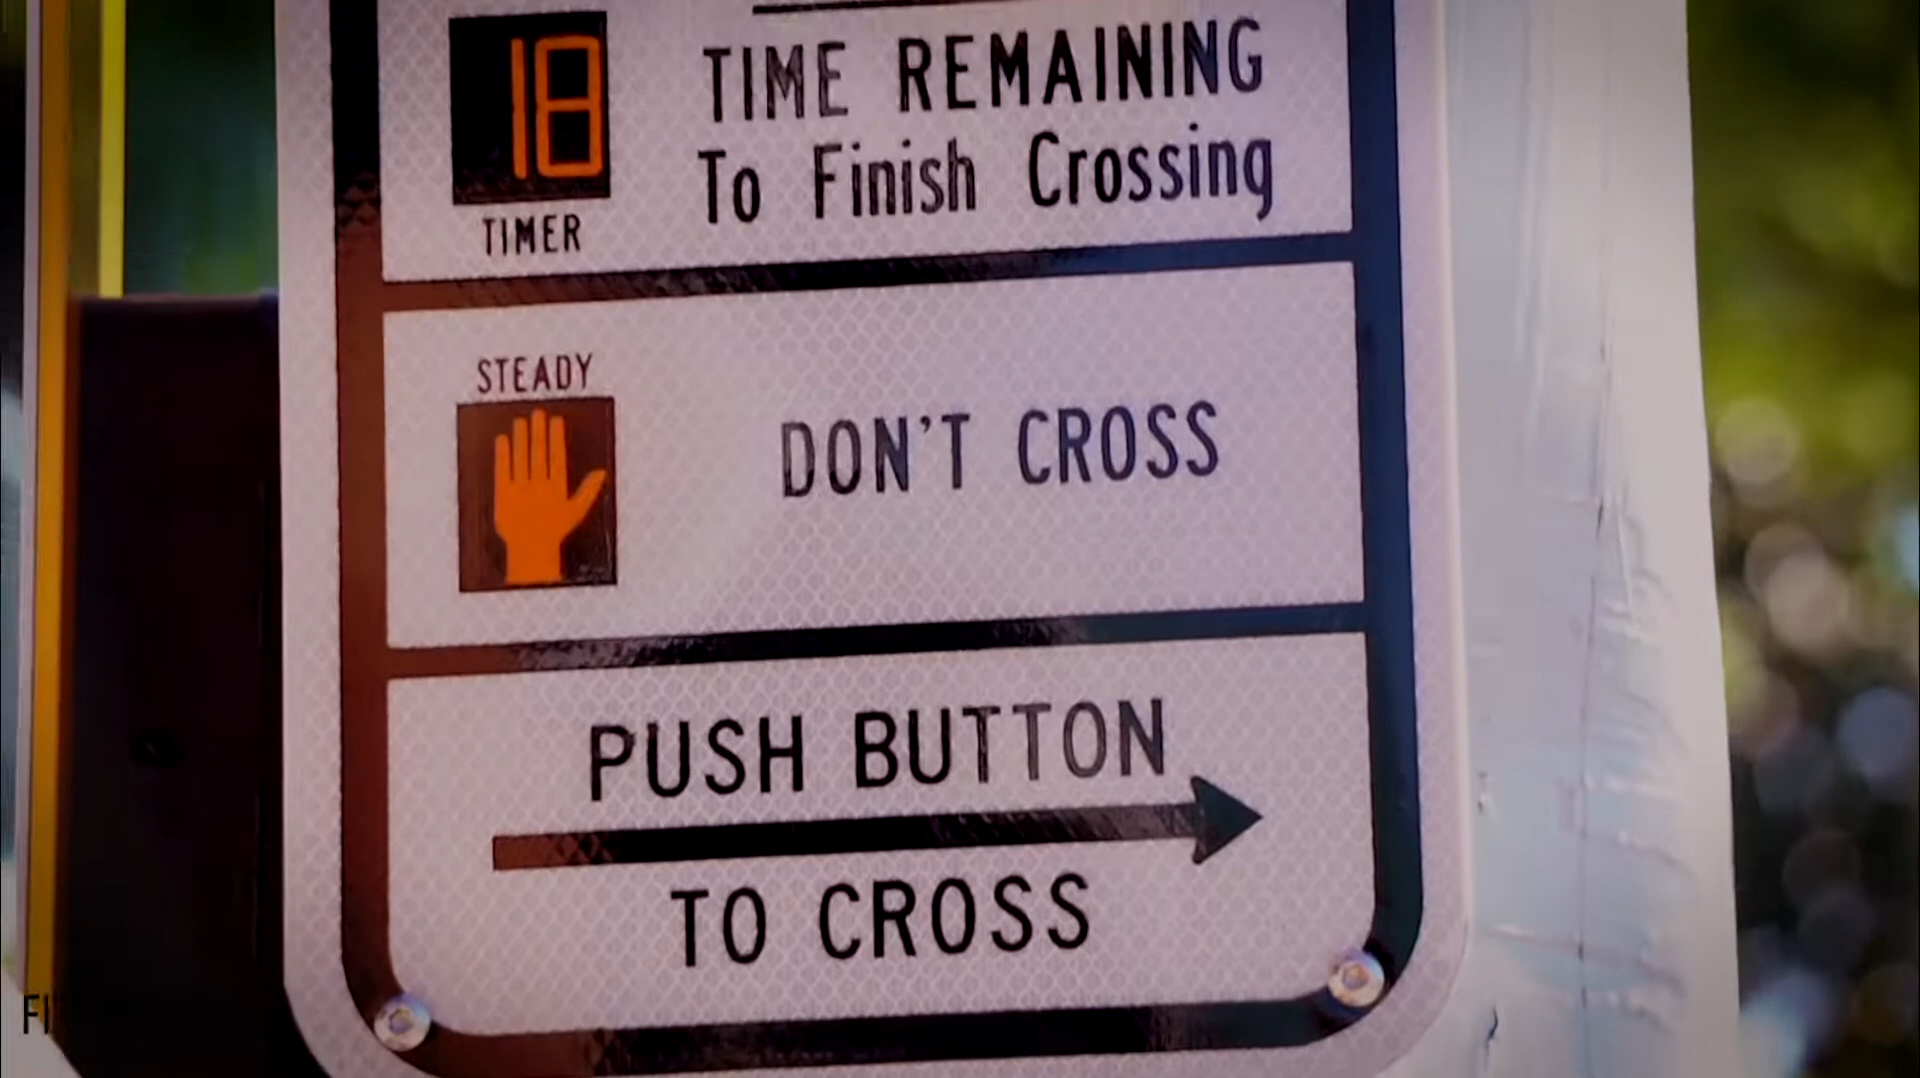 18
TIME REMAINING
To Finish Crossing
TIMER
STEADY
DON'T CROSS
PUSH BUTTON
TO CROSS